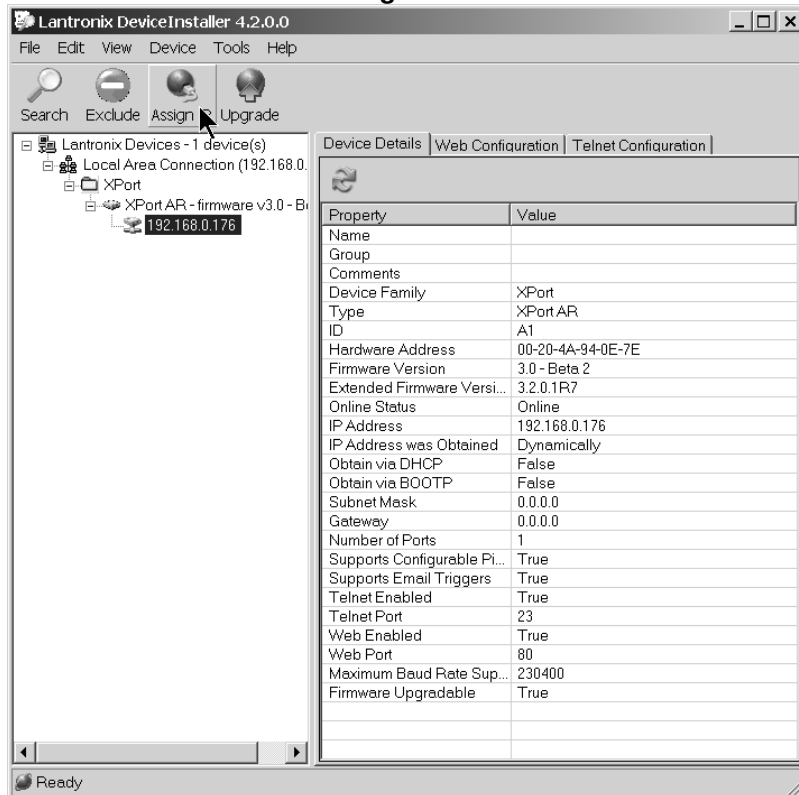 Lantronix DeviceInstaller 4.2.0.0
File Edit View Device Tools Help
Search Exclude Assign Upgrade
Lantronix Devices - 1 device(s)
Local Area Connection (192.168.0.
XPort
XPort AR - firmware v3.0 - B
192.168.0.176
Device Details Web Configuration Telnet Configuration
Property Value
Name
Group
Comments
Device Family XPort
Type XPort AR
ID A1
Hardware Address 00-20-4A-94-0E-7E
Firmware Version 3.0 - Beta 2
Extended Firmware Versi... 3.2.0.1R7
Online Status Online
IP Address 192.168.0.176
IP Address was Obtained Dynamically
Obtain via DHCP False
Obtain via BOOTP False
Subnet Mask 0.0.0.0
Gateway 0.0.0.0
Number of Ports 1
Supports Configurable Pi... True
Supports Email Triggers True
Telnet Enabled True
Telnet Port 23
Web Enabled True
Web Port 80
Maximum Baud Rate Sup... 230400
Firmware Upgradable True
Ready